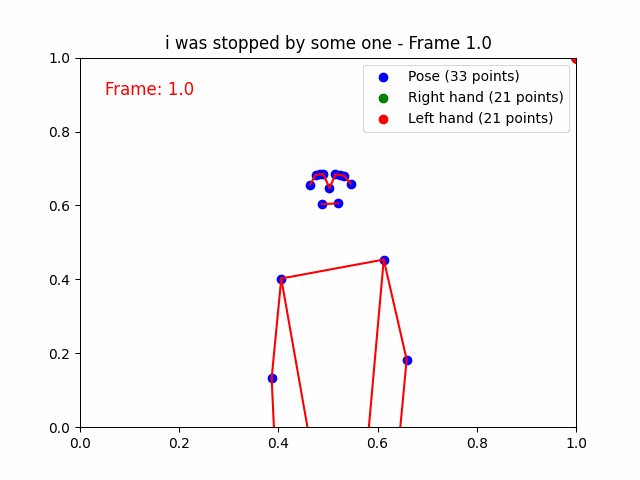 i was stopped by some one - Frame 1.0
Frame: 1.0
Pose (33 points)
Right hand (21 points)
Left hand (21 points)
1.0
0.8
0.6
0.4
0.2
0.0
0.0 0.2 0.4 0.6 0.8 1.0